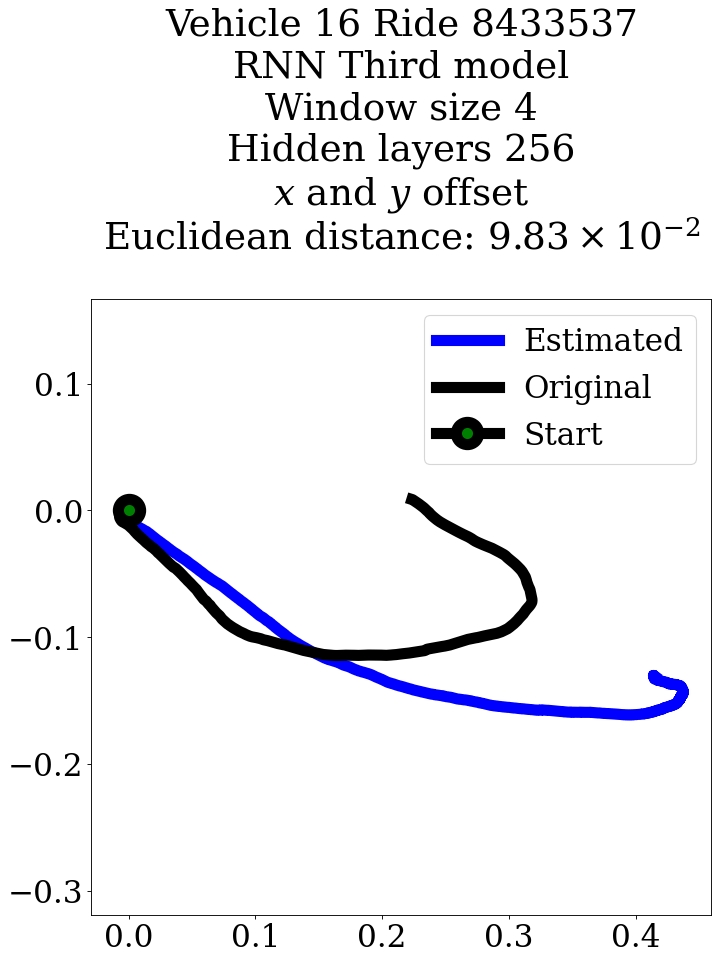 Vehicle 16 Ride 8433537
RNN Third model
Window size 4
Hidden layers 256
x and y offset
Euclidean distance: 9.83 × 10⁻²
Estimated
Original
Start
0.1
0.0
−0.1
−0.2
−0.3
0.0 0.1 0.2 0.3 0.4